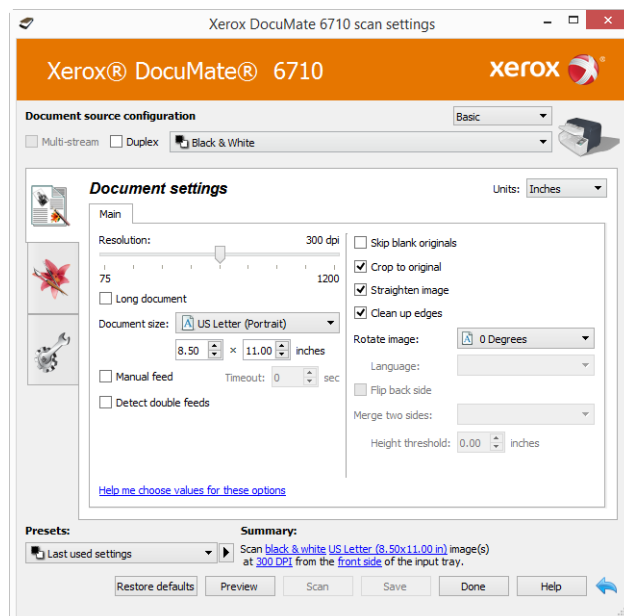 Xerox DocuMate 6710 scan settings
Xerox® DocuMate® 6710
xerox
Document source configuration
Basic
Multi-stream Duplex Black & White
Document settings
Units: Inches
Main
Resolution: 300 dpi
75 1200
Long document
Document size: US Letter (Portrait)
8.50 × 11.00 inches
Manual feed Timeout: 0 sec
Detect double feeds
Help me choose values for these options
Skip blank originals
Crop to original
Straighten image
Clean up edges
Rotate image: 0 Degrees
Language:
Flip back side
Merge two sides:
Height threshold: 0.00 inches
Presets:
Last used settings
Summary:
Scan black & white US Letter (8.50x11.00 in) image(s)
at 300 DPI from the front side of the input tray.
Restore defaults Preview Scan Save Done Help